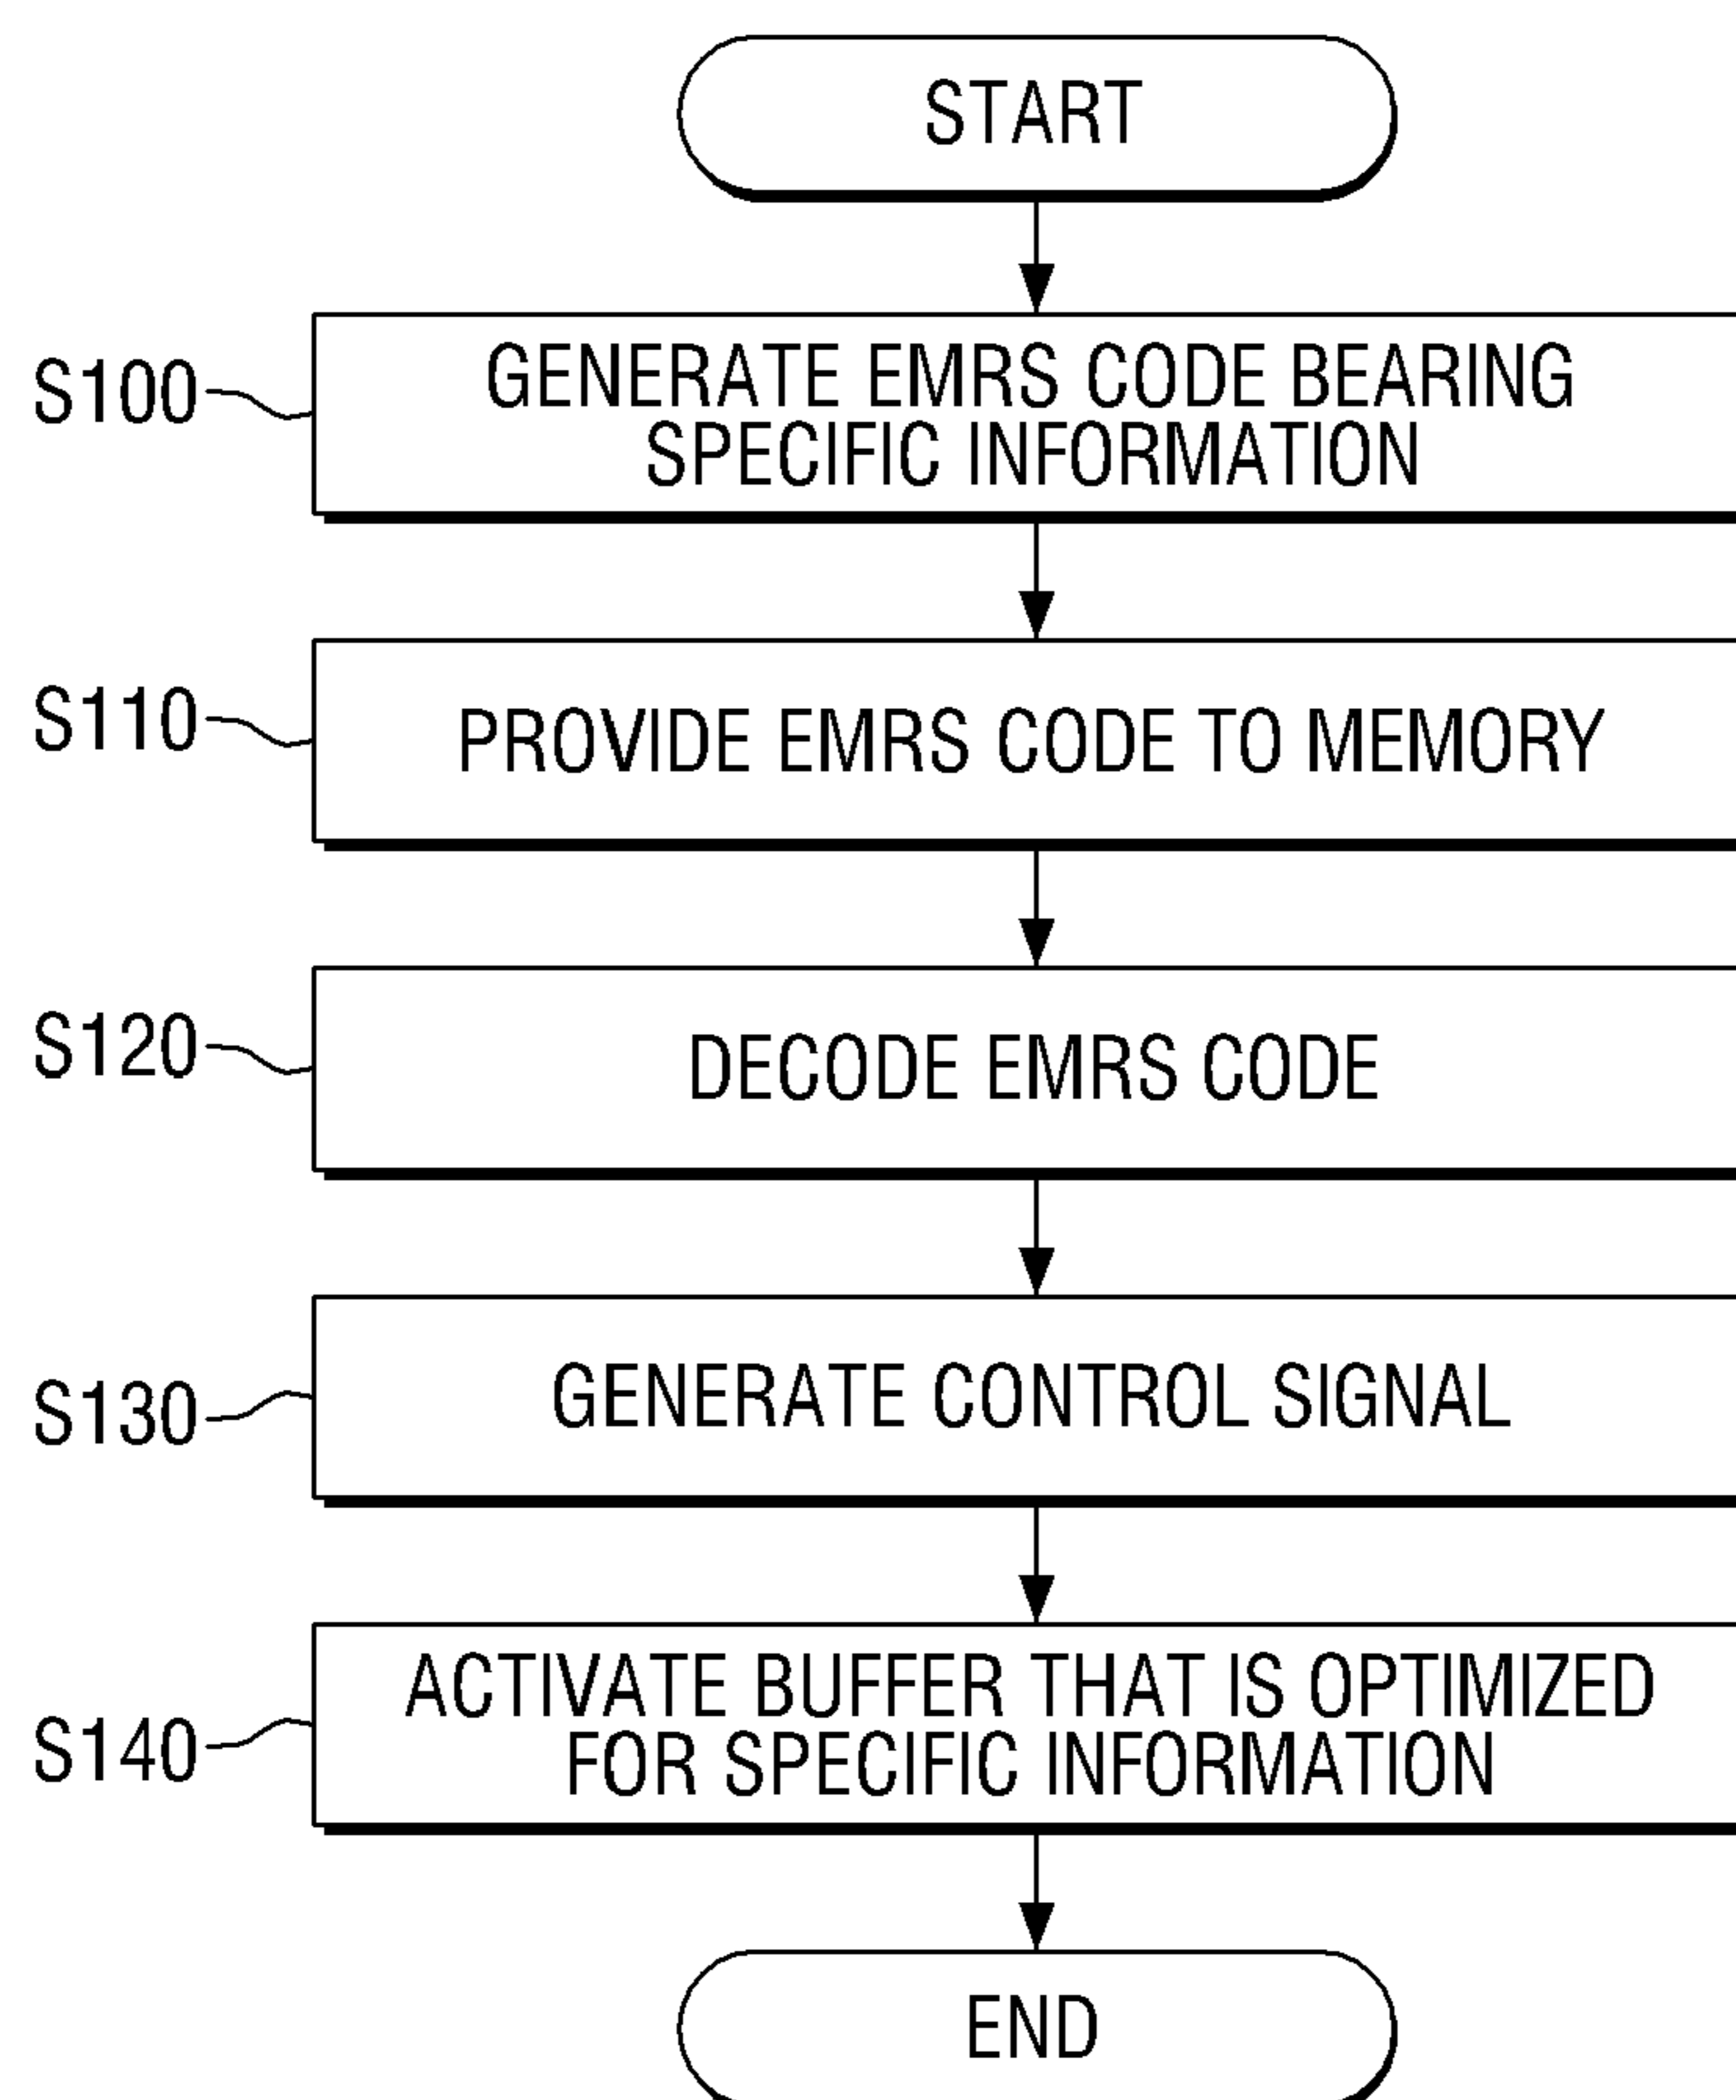 START
S100
GENERATE EMRS CODE BEARING
SPECIFIC INFORMATION
S110
PROVIDE EMRS CODE TO MEMORY
S120
DECODE EMRS CODE
S130
GENERATE CONTROL SIGNAL
S140
ACTIVATE BUFFER THAT IS OPTIMIZED
FOR SPECIFIC INFORMATION
END